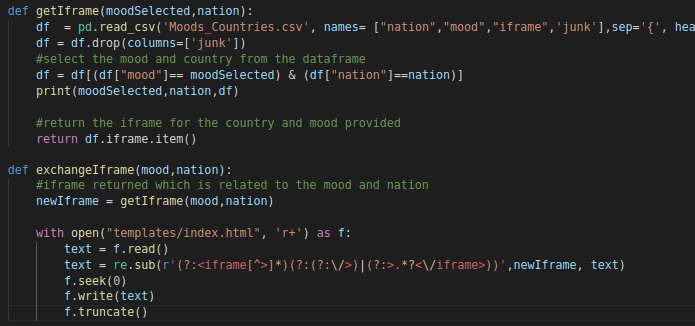 def getIframe(moodSelected,nation):
df = pd.read_csv('Moods_Countries.csv', names= ["nation","mood","iframe",'junk'],sep='{', hea
df = df.drop(columns=['junk'])
#select the mood and country from the dataframe
df = df[(df["mood"]== moodSelected) & (df["nation"]==nation)]
print(moodSelected,nation,df)
#return the iframe for the country and mood provided
return df.iframe.item()
def exchangeIframe(mood,nation):
#iframe returned which is related to the mood and nation
newIframe = getIframe(mood,nation)
with open("templates/index.html", 'r+') as f:
text = f.read()
text = re.sub(r'(?:<iframe[^>]*)(?:(?:\/>)|(?:>.*?<\/iframe>))',newIframe, text)
f.seek(0)
f.write(text)
f.truncate()